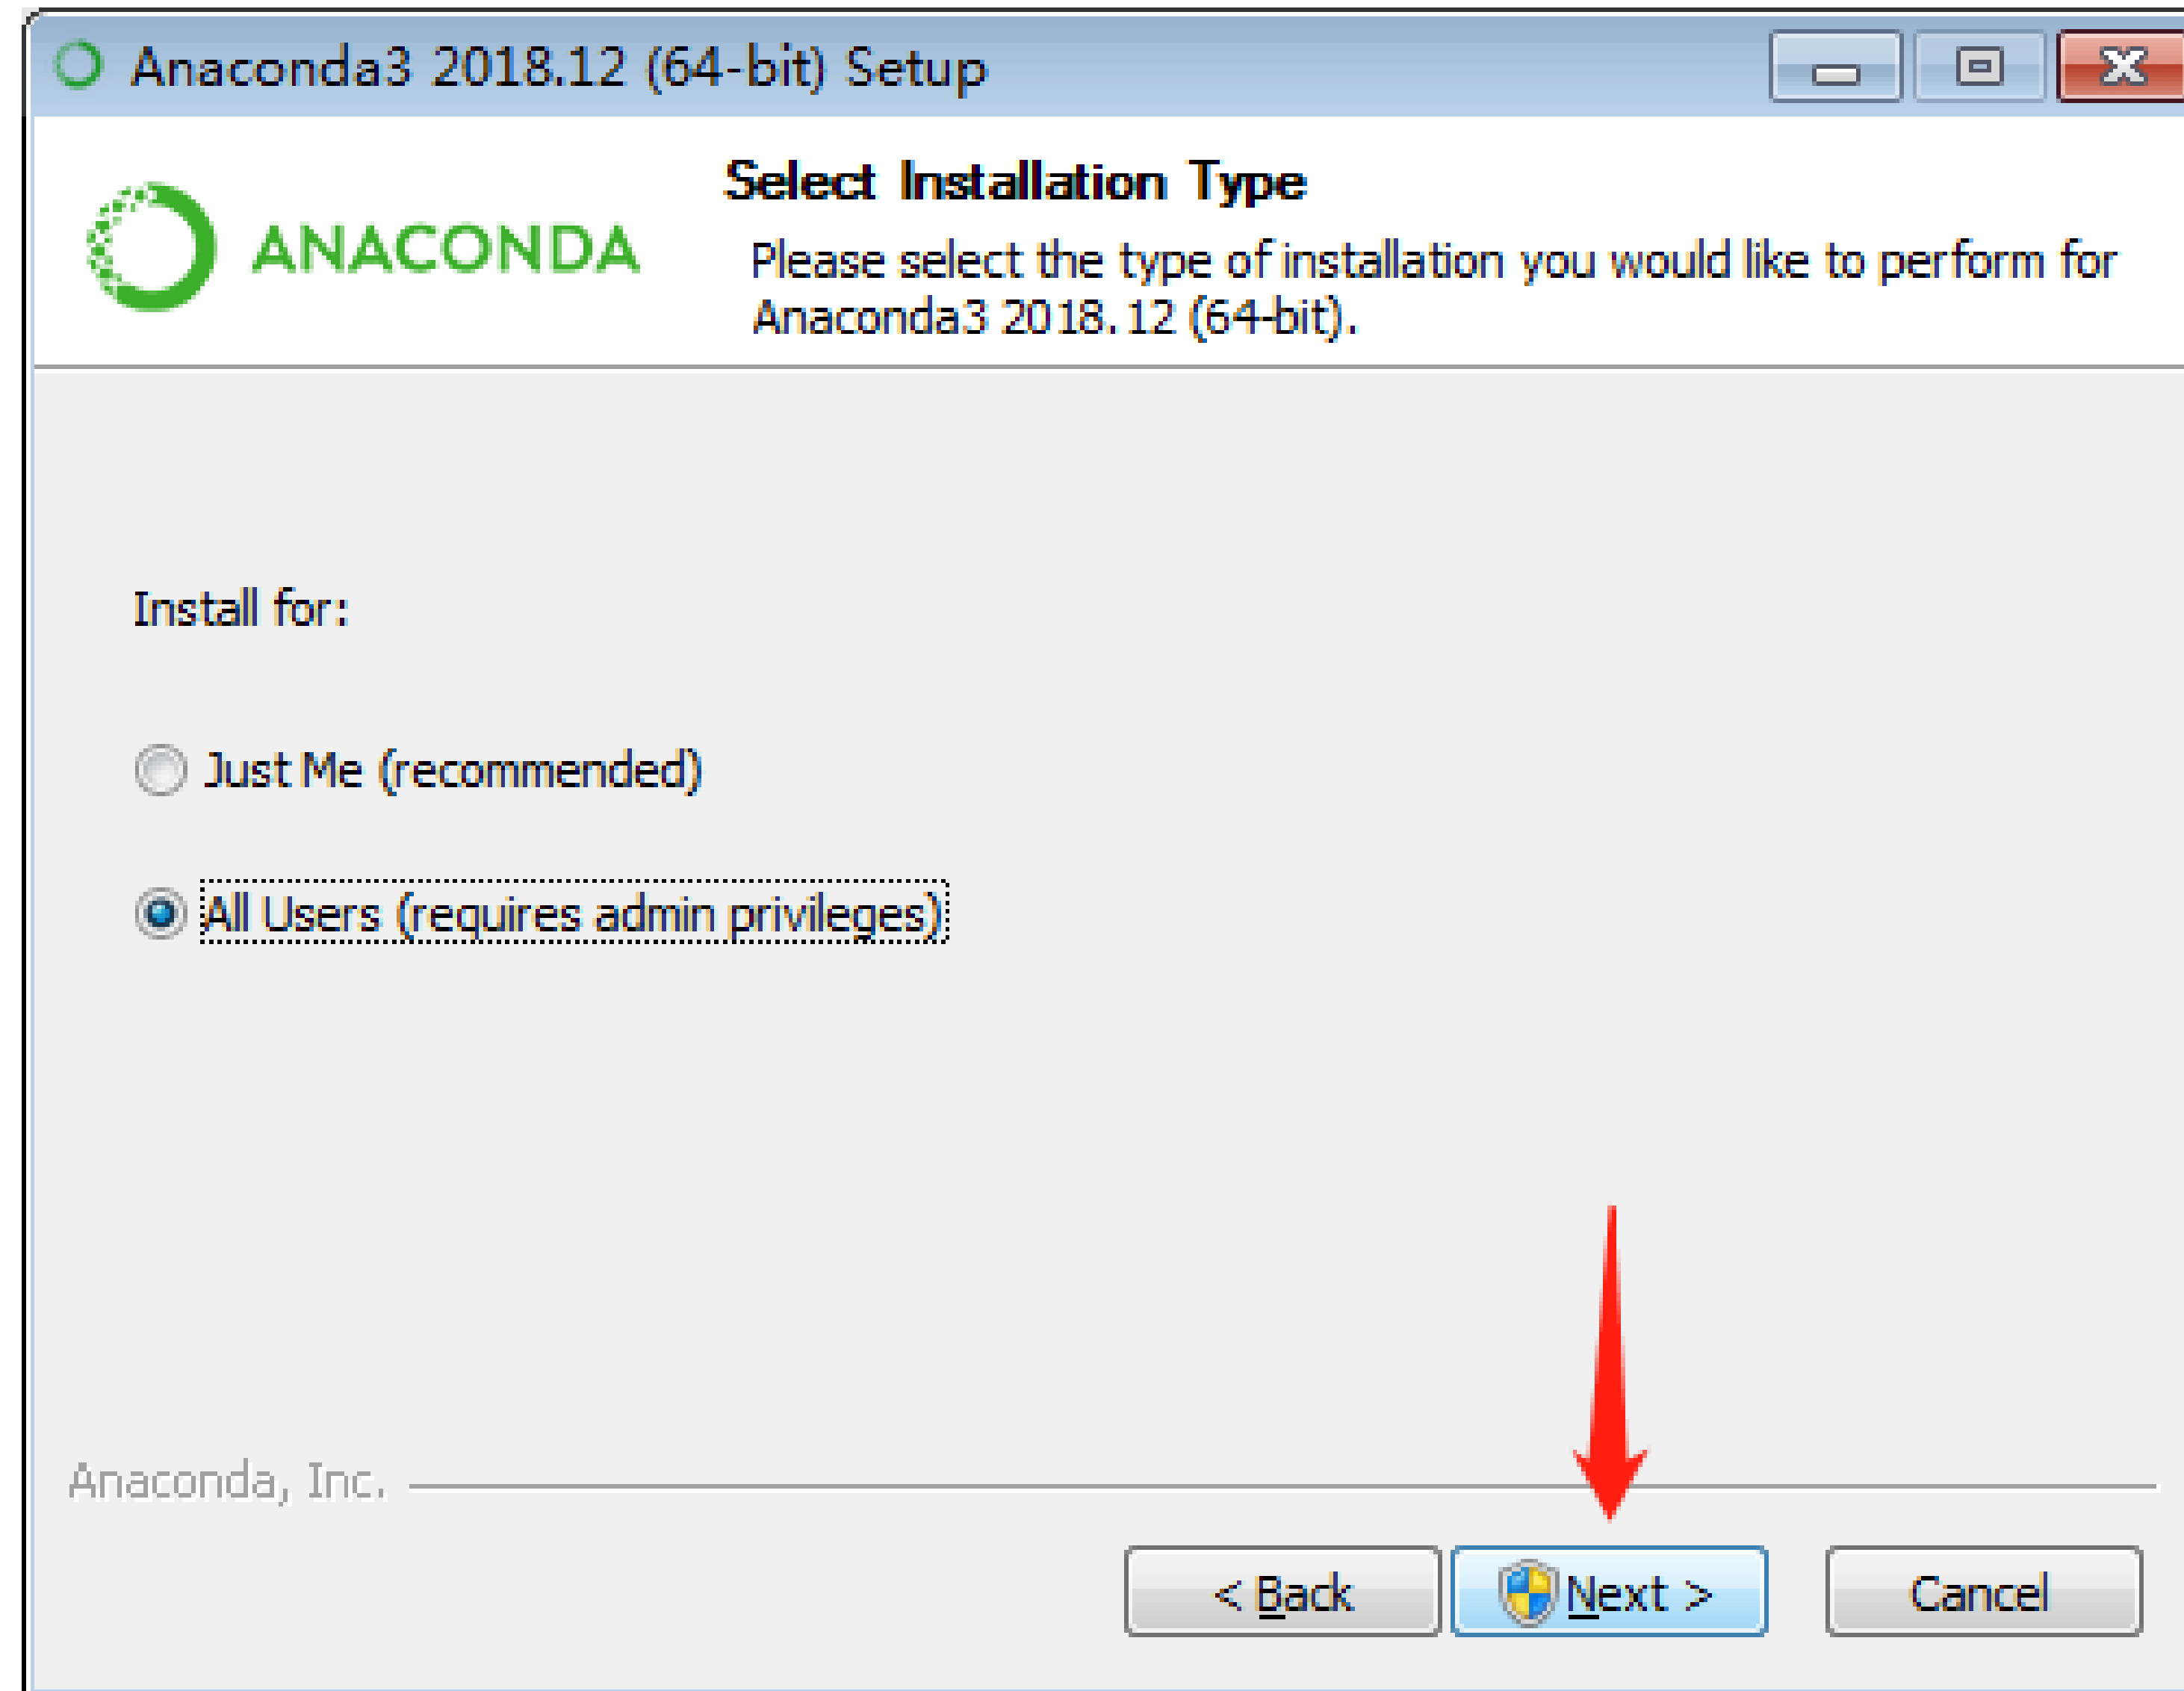 Anaconda3 2018.12 (64-bit) Setup
ANACONDA
Select Installation Type
Please select the type of installation you would like to perform for
Anaconda3 2018.12 (64-bit).
Install for:
Just Me (recommended)
All Users (requires admin privileges)
Anaconda, Inc.
< Back
Next >
Cancel